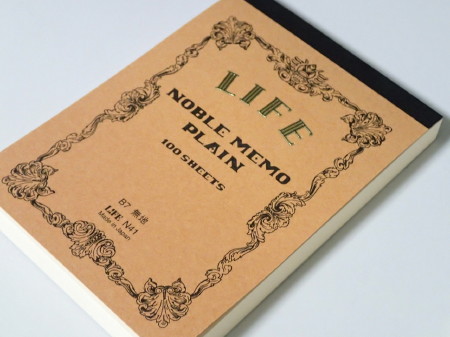 LIFE
NOBLE MEMO
PLAIN
100 SHEETS
B7 無地
LIFE N41
Made in Japan